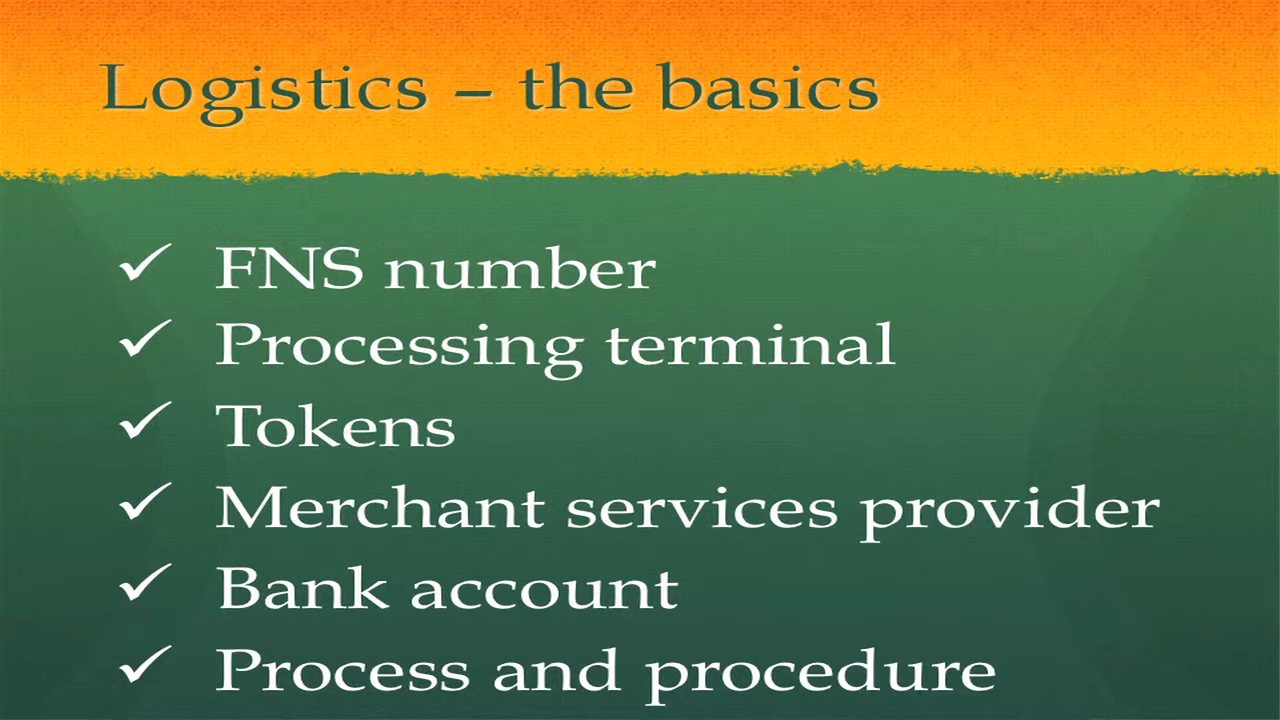 Logistics – the basics
✓ FNS number
✓ Processing terminal
✓ Tokens
✓ Merchant services provider
✓ Bank account
✓ Process and procedure